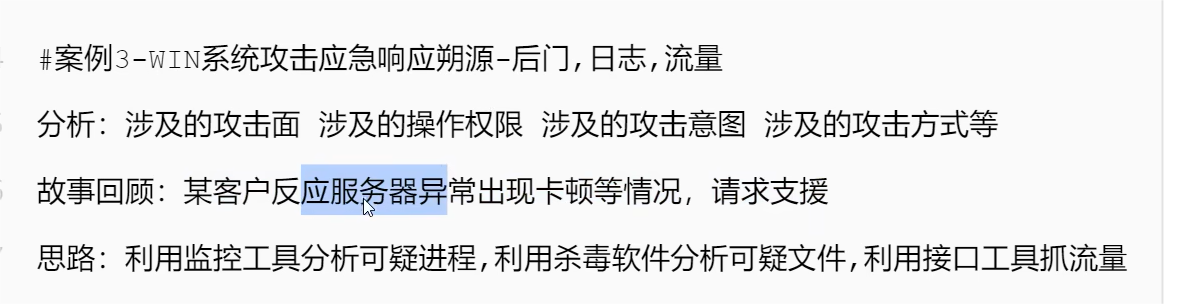 #案例3-WIN系统攻击应急响应朔源-后门,日志,流量
分析：涉及的攻击面 涉及的操作权限 涉及的攻击意图 涉及的攻击方式等
故事回顾：某客户反应服务器异常出现卡顿等情况，请求支援
思路：利用监控工具分析可疑进程,利用杀毒软件分析可疑文件,利用接口工具抓流量